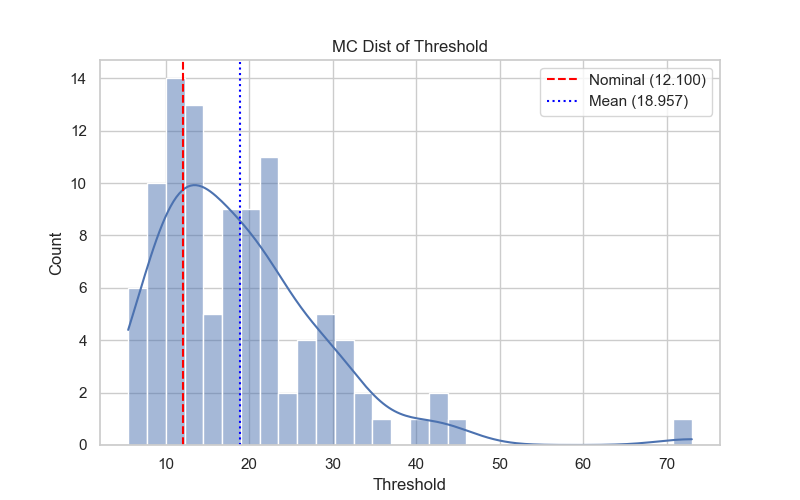 MC Dist of Threshold
Nominal (12.100)
Mean (18.957)
14
12
10
8
6
4
2
0
Count
10 20 30 40 50 60 70
Threshold